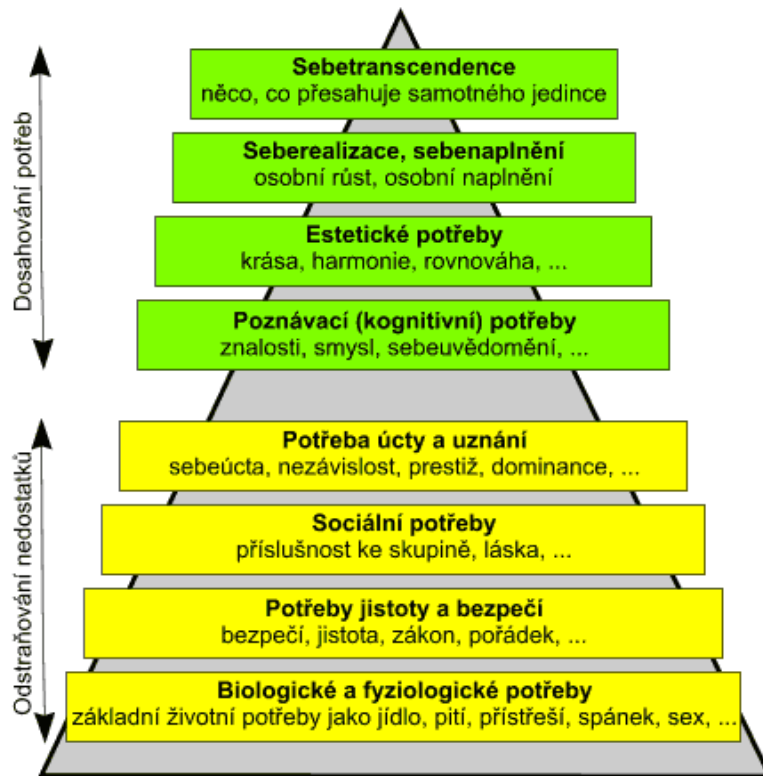 Sebetranscendence
něco, co přesahuje samotného jedince
Seberealizace, sebenaplnění
osobní růst, osobní naplnění
Estetické potřeby
krása, harmonie, rovnováha, ...
Poznávací (kognitivní) potřeby
znalosti, smysl, sebeuvědomění, ...
Dosahování potřeb
Potřeba úcty a uznání
sebeúcta, nezávislost, prestiž, dominance, ...
Sociální potřeby
příslušnost ke skupině, láska, ...
Potřeby jistoty a bezpečí
bezpečí, jistota, zákon, pořádek, ...
Biologické a fyziologické potřeby
základní životní potřeby jako jídlo, pití, přístřeší, spánek, sex, ...
Odstraňování nedostatků